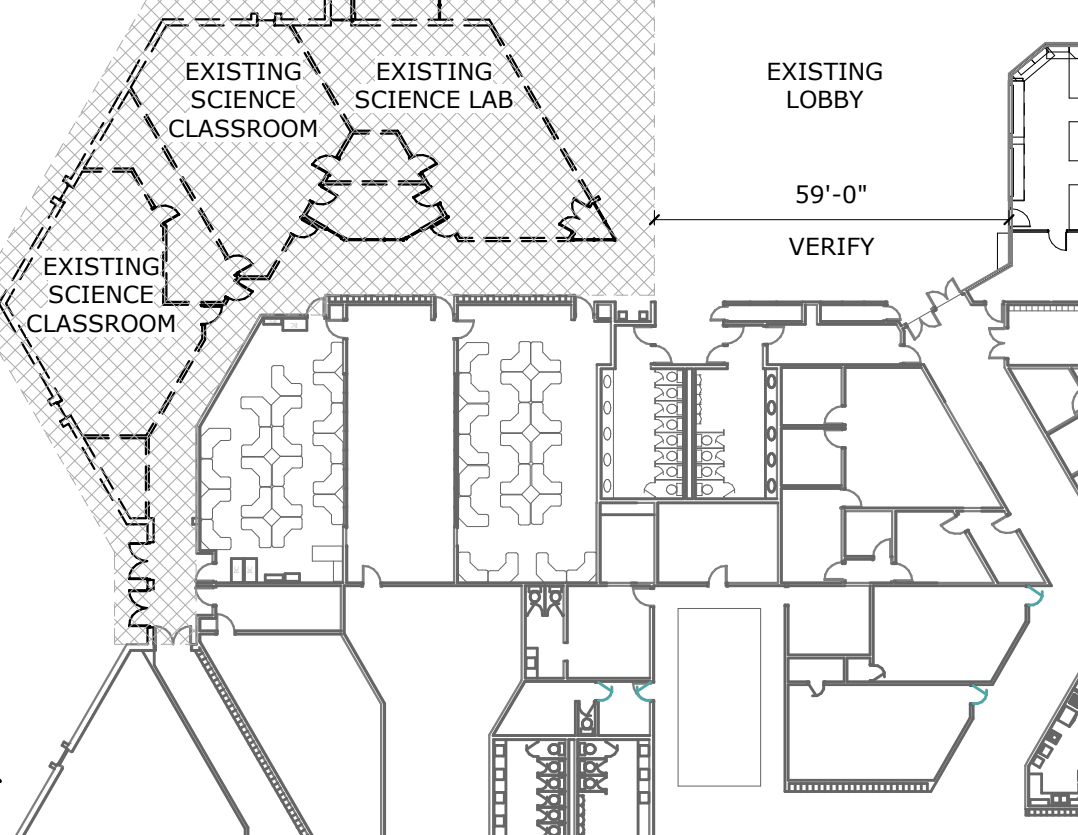 EXISTING
SCIENCE
CLASSROOM
EXISTING
SCIENCE LAB
EXISTING
LOBBY
59'-0"
VERIFY
EXISTING
SCIENCE
CLASSROOM